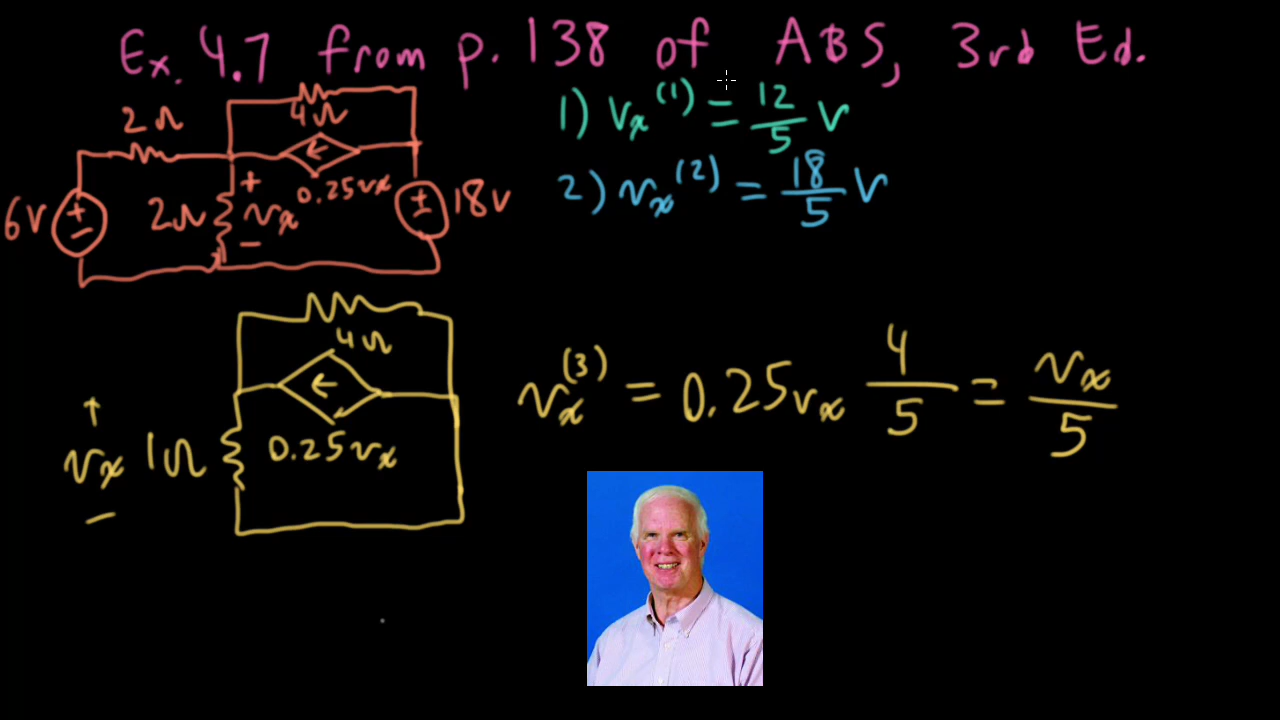 Ex. 4.7 from p. 138 of ABS, 3rd Ed.
4Ω
2Ω
0.25vx
6V + −
2Ω + vx −
± 18V
1) vx⁽¹⁾ = 12/5 V
2) vx⁽²⁾ = 18/5 V
4Ω
0.25vx
+ vx − 1Ω
vx⁽³⁾ = 0.25vx 4/5 = vx/5